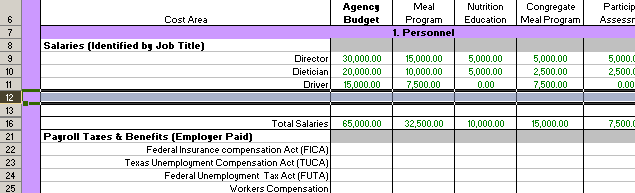 Agency Meal Nutrition Congregate Particip
6 Cost Area Budget Program Education Meal Program Assessm
7 1. Personnel
8 Salaries (Identified by Job Title)
9 Director 30,000.00 15,000.00 5,000.00 5,000.00 5,000.0
10 Dietician 20,000.00 10,000.00 5,000.00 2,500.00 2,500.0
11 Driver 15,000.00 7,500.00 0.00 7,500.00 0.00
12
13
16 Total Salaries 65,000.00 32,500.00 10,000.00 15,000.00 7,500.0
21 Payroll Taxes & Benefits (Employer Paid)
22 Federal Insurance compensation Act (FICA)
23 Texas Unemployment Compensation Act (TUCA)
24 Federal Unemployment Tax Act (FUTA)
25 Workers Compensation